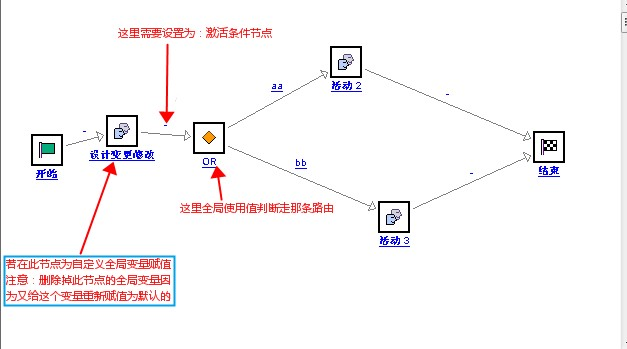 这里需要设置为：激活条件节点
aa
活动 2
-
-
-
开始
设计变更修改
OR
bb
-
结束
这里全局使用值判断走那条路由
活动 3
若在此节点为自定义全局变量赋值
注意：删除掉此节点的全局变量因
为又给这个变量重新赋值为默认的